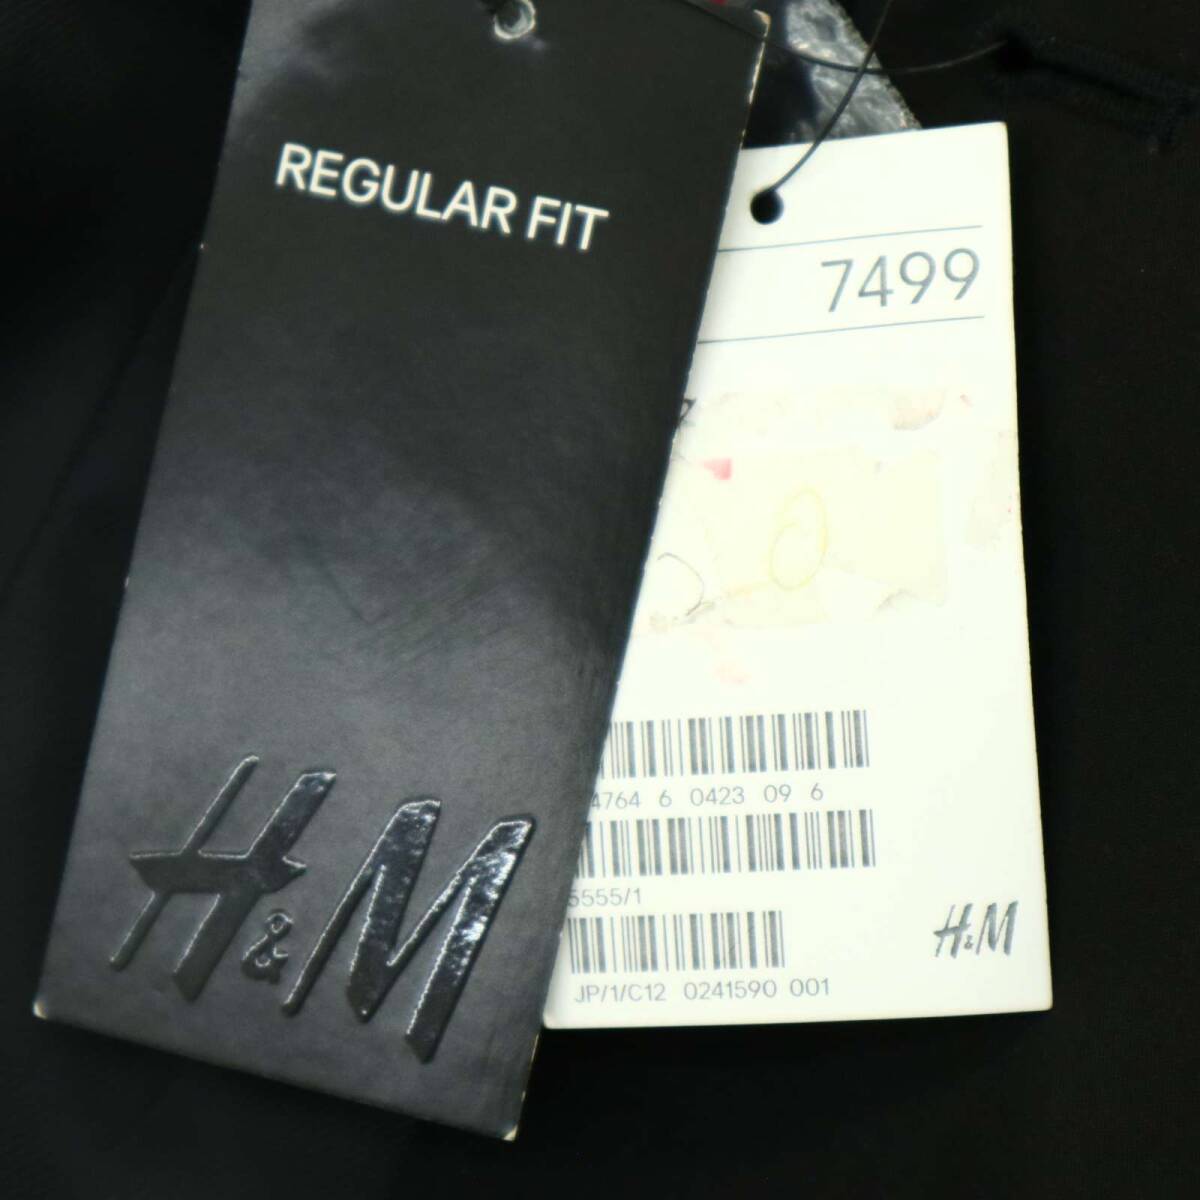 REGULAR FIT
H&M
7499
4764 6 0423 09 6
5555/1
JP/1/C12 0241590 001
H&M